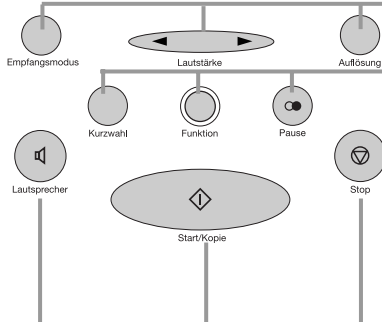 Empfangsmodus
Lautstärke
Auflösung
Kurzwahl
Funktion
Pause
Lautsprecher
Stop
Start/Kopie